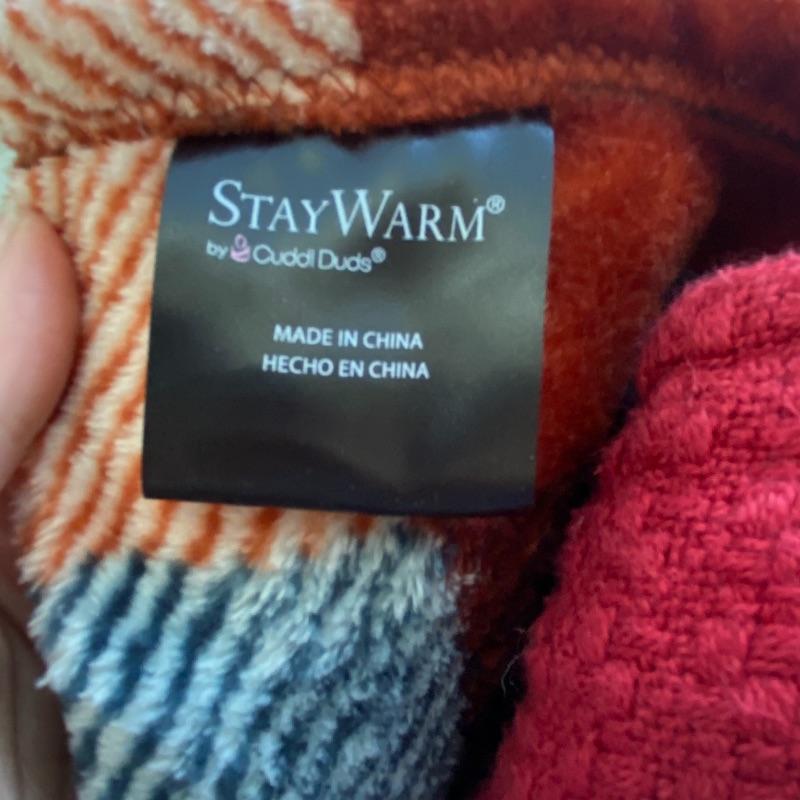 STAYWARM®
by Cuddl Duds®
MADE IN CHINA
HECHO EN CHINA